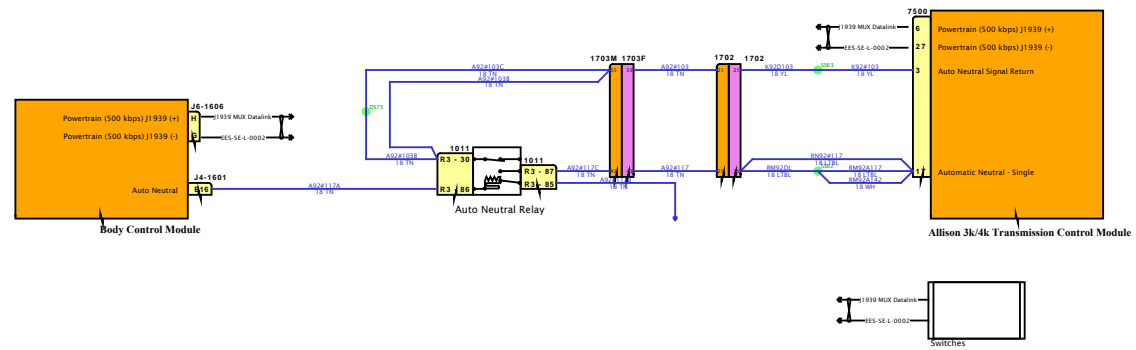 7500
J1939 MUX Datalink
EES-SE-L-0002
6
27
3
Powertrain (500 kbps) J1939 (+)
Powertrain (500 kbps) J1939 (-)
Auto Neutral Signal Return
1703M 1703F
1702 1702
A92#103C
18 TN
A92#103B
18 TN
A92#103
18 TN
K92D103
18 YL
SS63
K92#103
18 YL
J6-1606
Powertrain (500 kbps) J1939 (+)
H
J1939 MUX Datalink
Powertrain (500 kbps) J1939 (-)
EES-SE-L-0002
DS75
A92#103B
18 TN
1011
R3 - 30
R3 - 86
1011
R3 - 87
R3 - 85
A92#117C
18 TN
18 TN
A92#117
18 TN
RN92#117
18 LTBL
RM92DL
18 LTBL
RM92A117
18 LTBL
RM92A142
18 WH
Automatic Neutral - Single
J4-1601
Auto Neutral
A92#117A
18 TN
Auto Neutral Relay
Body Control Module
Allison 3k/4k Transmission Control Module
J1939 MUX Datalink
EES-SE-L-0002
Switches